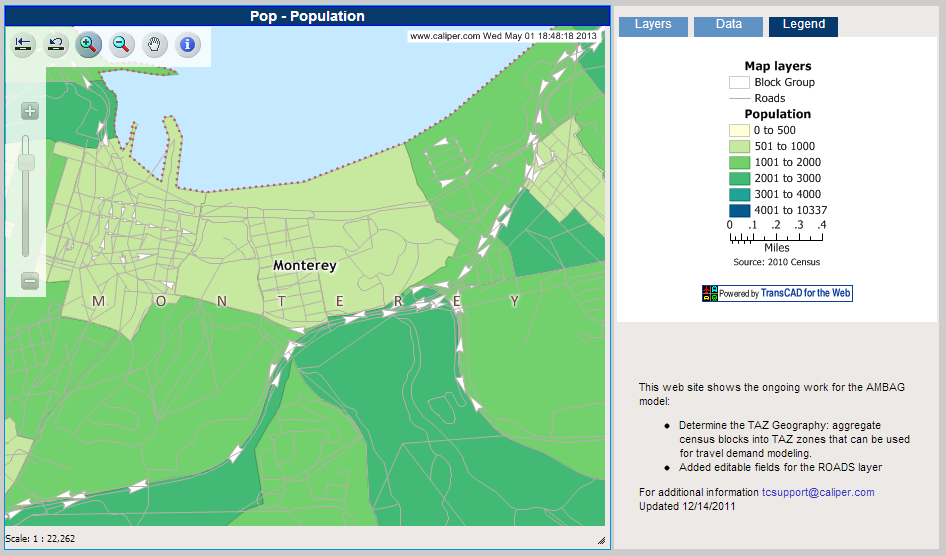 Pop - Population
www.caliper.com Wed May 01 18:48:18 2013
Monterey
M O N T E R E Y
Scale: 1 : 22,262
Layers
Data
Legend
Map layers
Block Group
Roads
Population
0 to 500
501 to 1000
1001 to 2000
2001 to 3000
3001 to 4000
4001 to 10337
0 .1 .2 .3 .4
Miles
Source: 2010 Census
Powered by TransCAD for the Web
This web site shows the ongoing work for the AMBAG
model:
• Determine the TAZ Geography: aggregate
census blocks into TAZ zones that can be used
for travel demand modeling.
• Added editable fields for the ROADS layer
For additional information tcsupport@caliper.com
Updated 12/14/2011